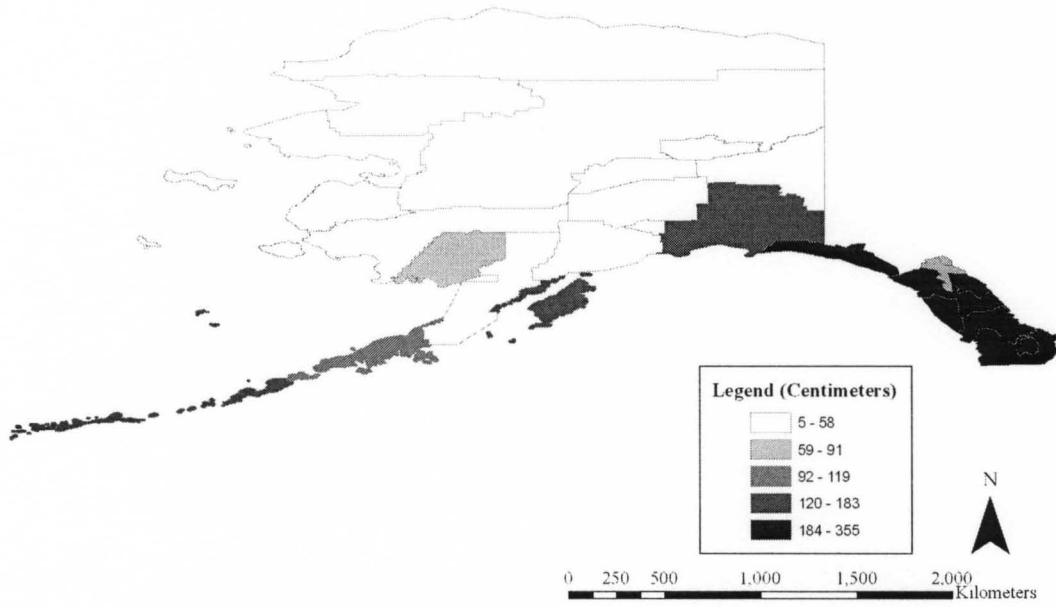 Legend (Centimeters)
5 - 58
59 - 91
92 - 119
120 - 183
184 - 355
N
0 250 500 1,000 1,500 2,000
Kilometers